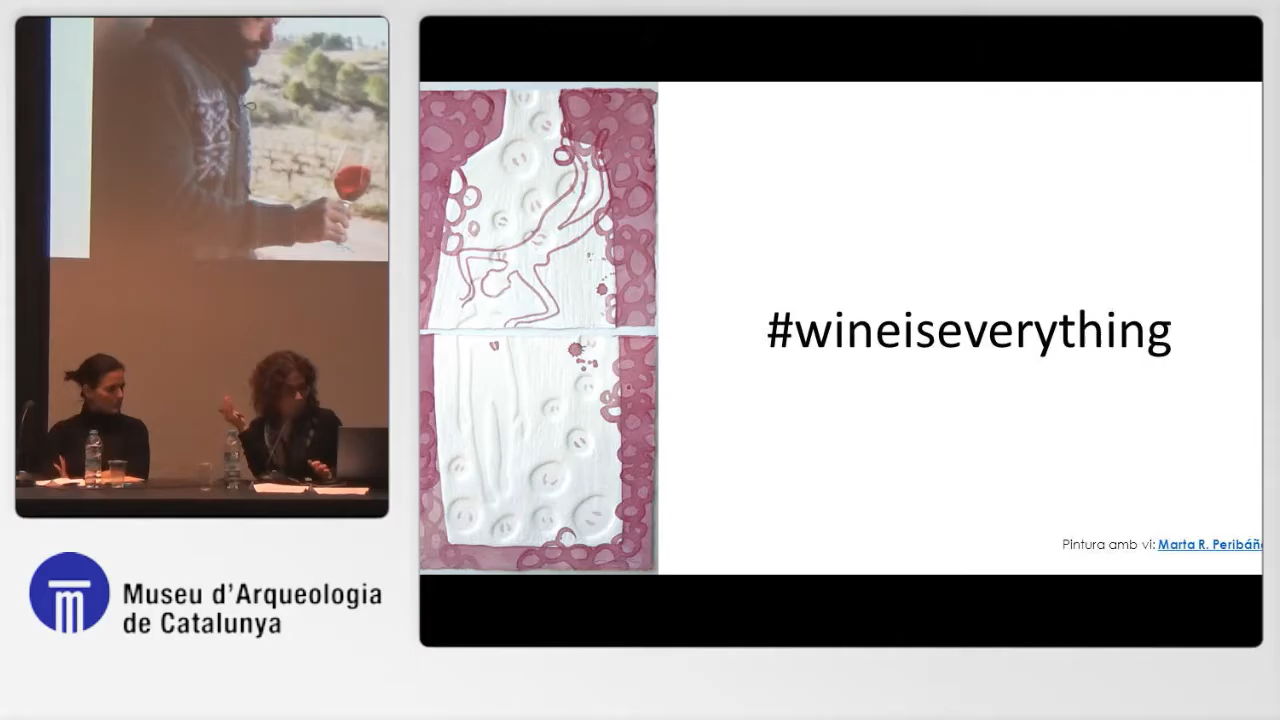 #wineiseverything
Pintura amb vi: Marta R. Peribáñ
Museu d'Arqueologia
de Catalunya